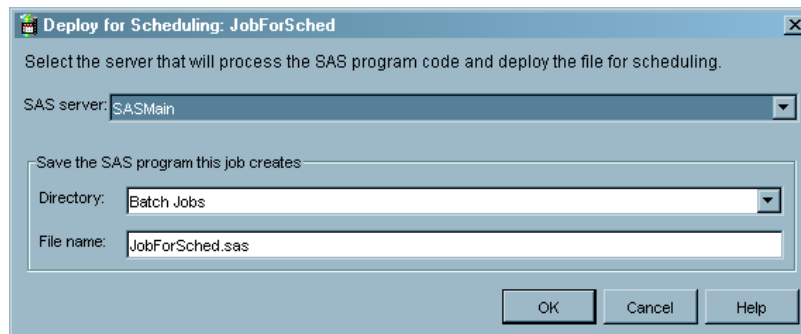 Deploy for Scheduling: JobForSched
Select the server that will process the SAS program code and deploy the file for scheduling.
SAS server: SASMain
Save the SAS program this job creates
Directory: Batch Jobs
File name: JobForSched.sas
OK Cancel Help